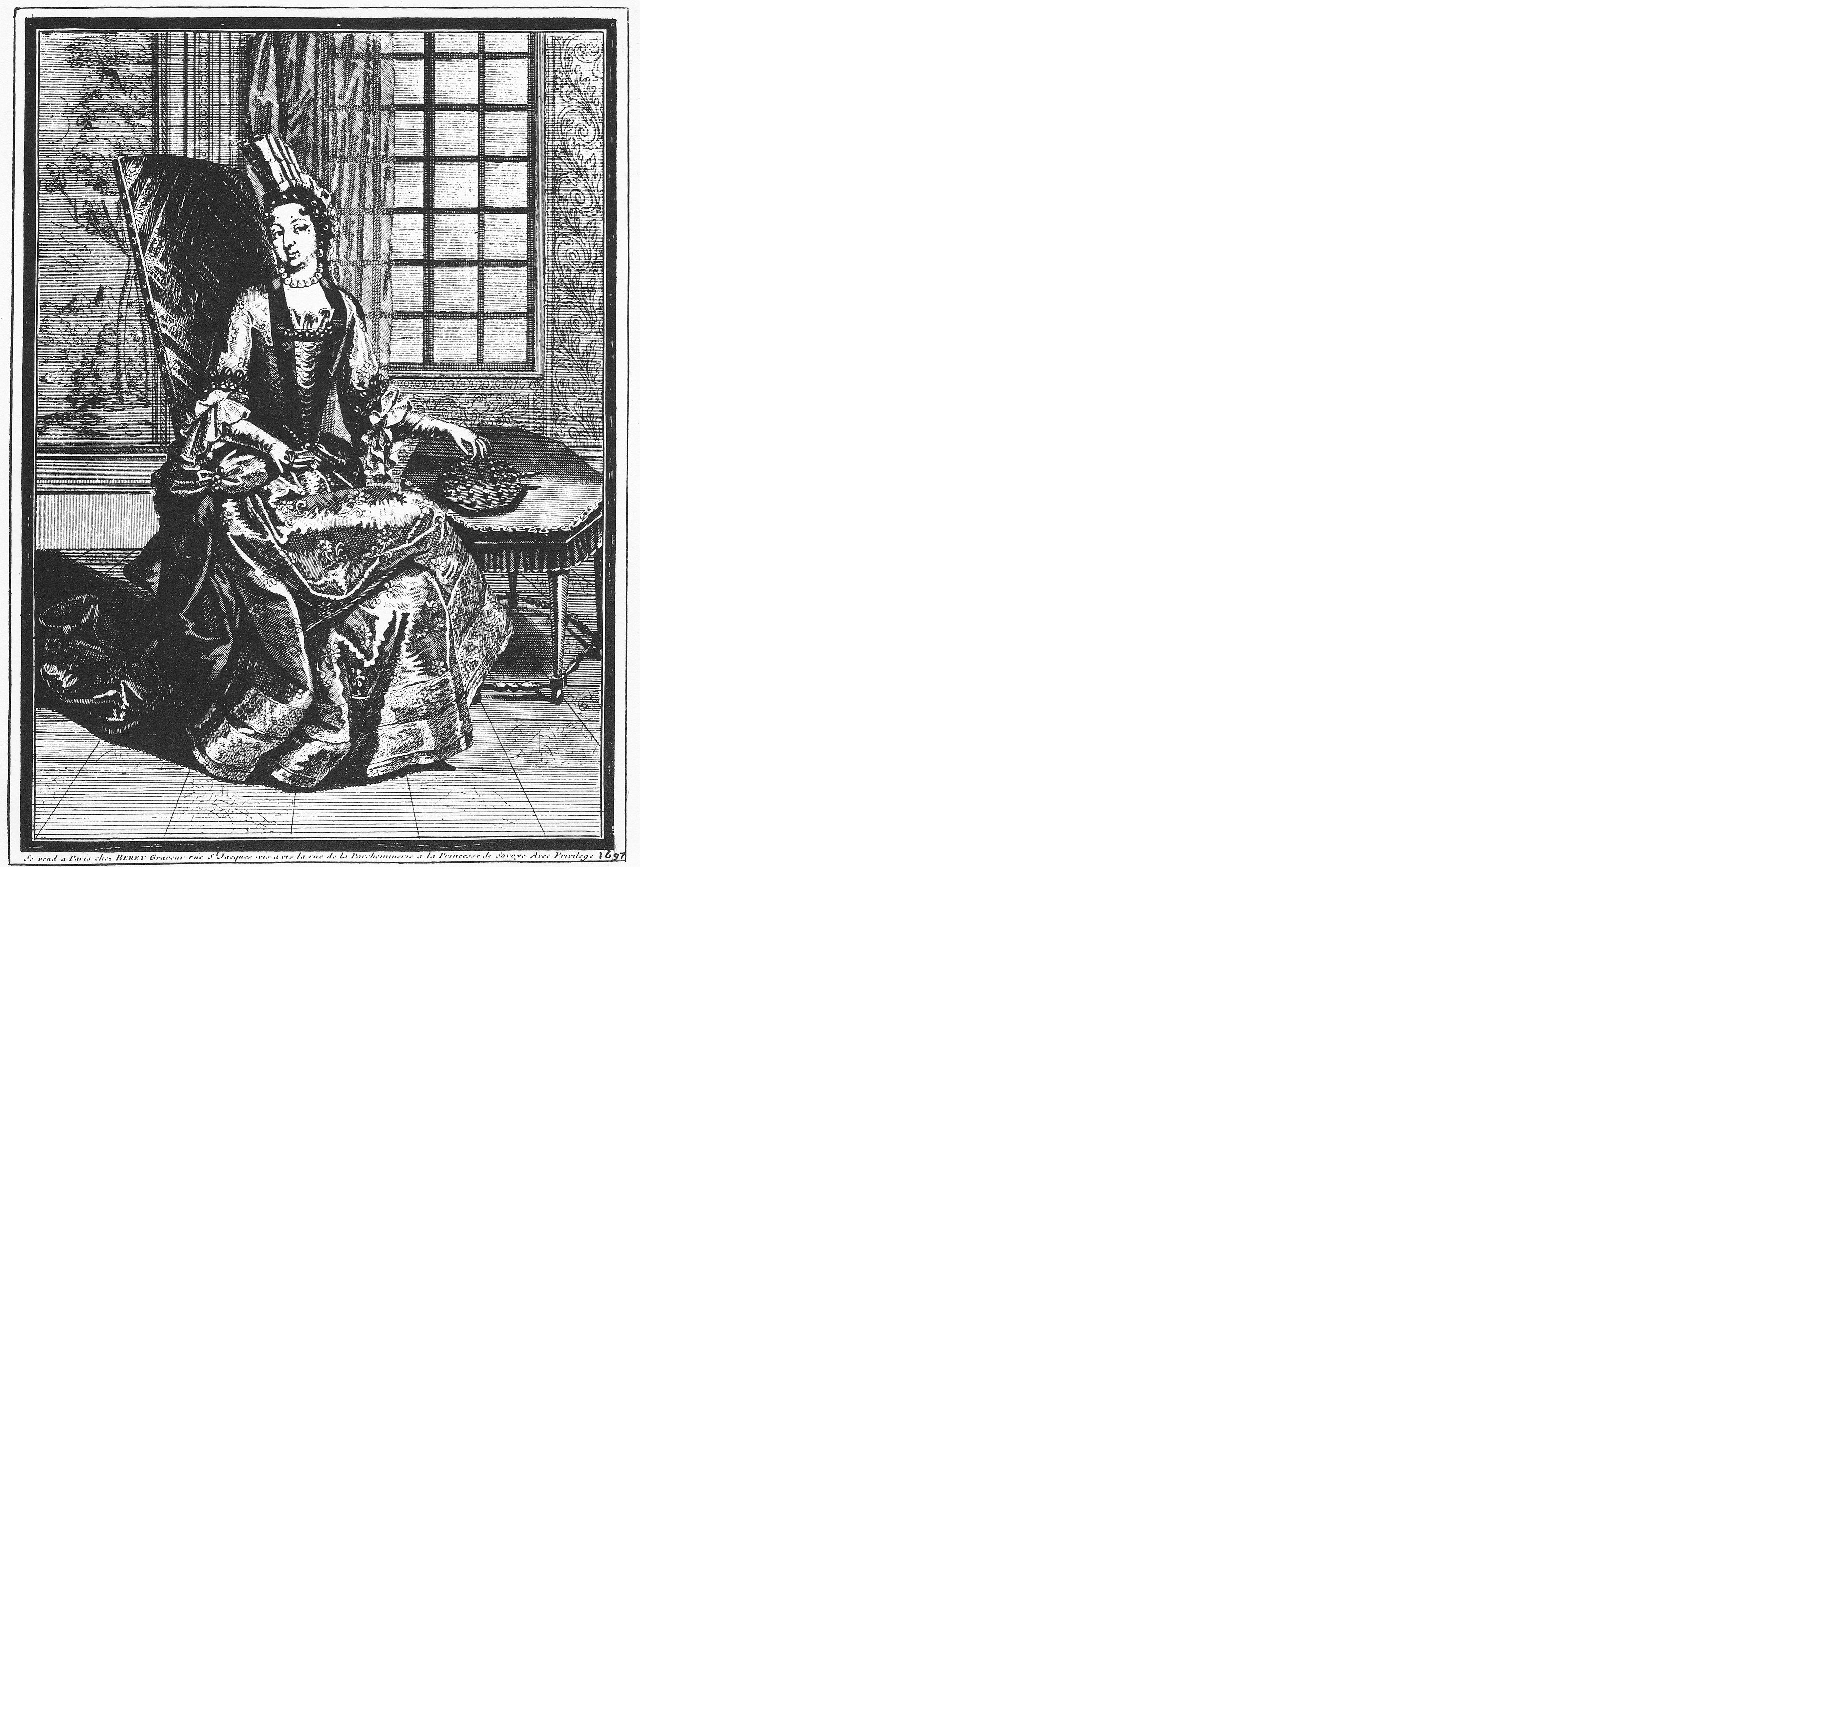 Se vend a Paris chez BEREY Graveur rue St Jacques vis a vis la rue de la Parcheminerie a la Princesse de Savoye Avec Privilege 1697